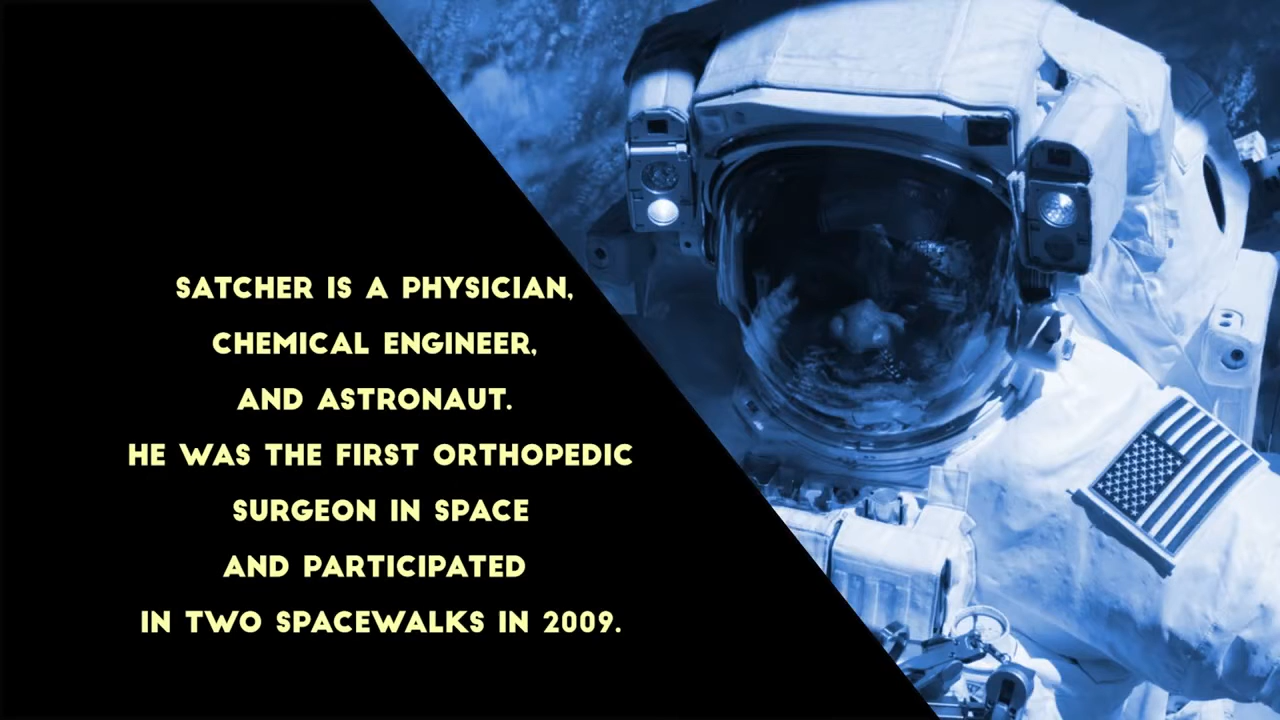 SATCHER IS A PHYSICIAN,
CHEMICAL ENGINEER,
AND ASTRONAUT.
HE WAS THE FIRST ORTHOPEDIC
SURGEON IN SPACE
AND PARTICIPATED
IN TWO SPACEWALKS IN 2009.